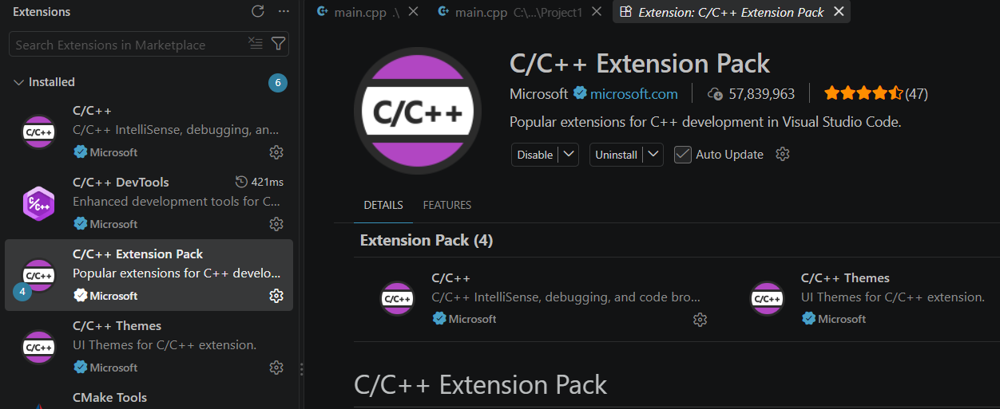 Extensions
main.cpp .\
main.cpp C:\...\Project1
Extension: C/C++ Extension Pack
Search Extensions in Marketplace
Installed
6
C/C++
C/C++
C/C++ IntelliSense, debugging, an...
Microsoft
C/C++
C/C++ DevTools
421ms
Enhanced development tools for C...
Microsoft
C/C++
C/C++ Extension Pack
Popular extensions for C++ develo...
4
Microsoft
C/C++
C/C++ Themes
UI Themes for C/C++ extension.
Microsoft
CMake Tools
C/C++
C/C++ Extension Pack
Microsoft microsoft.com 57,839,963 (47)
Popular extensions for C++ development in Visual Studio Code.
Disable Uninstall Auto Update
DETAILS FEATURES
Extension Pack (4)
C/C++
C/C++
C/C++ IntelliSense, debugging, and code bro...
Microsoft
C/C++
C/C++ Themes
UI Themes for C/C++ extension.
Microsoft
C/C++ Extension Pack